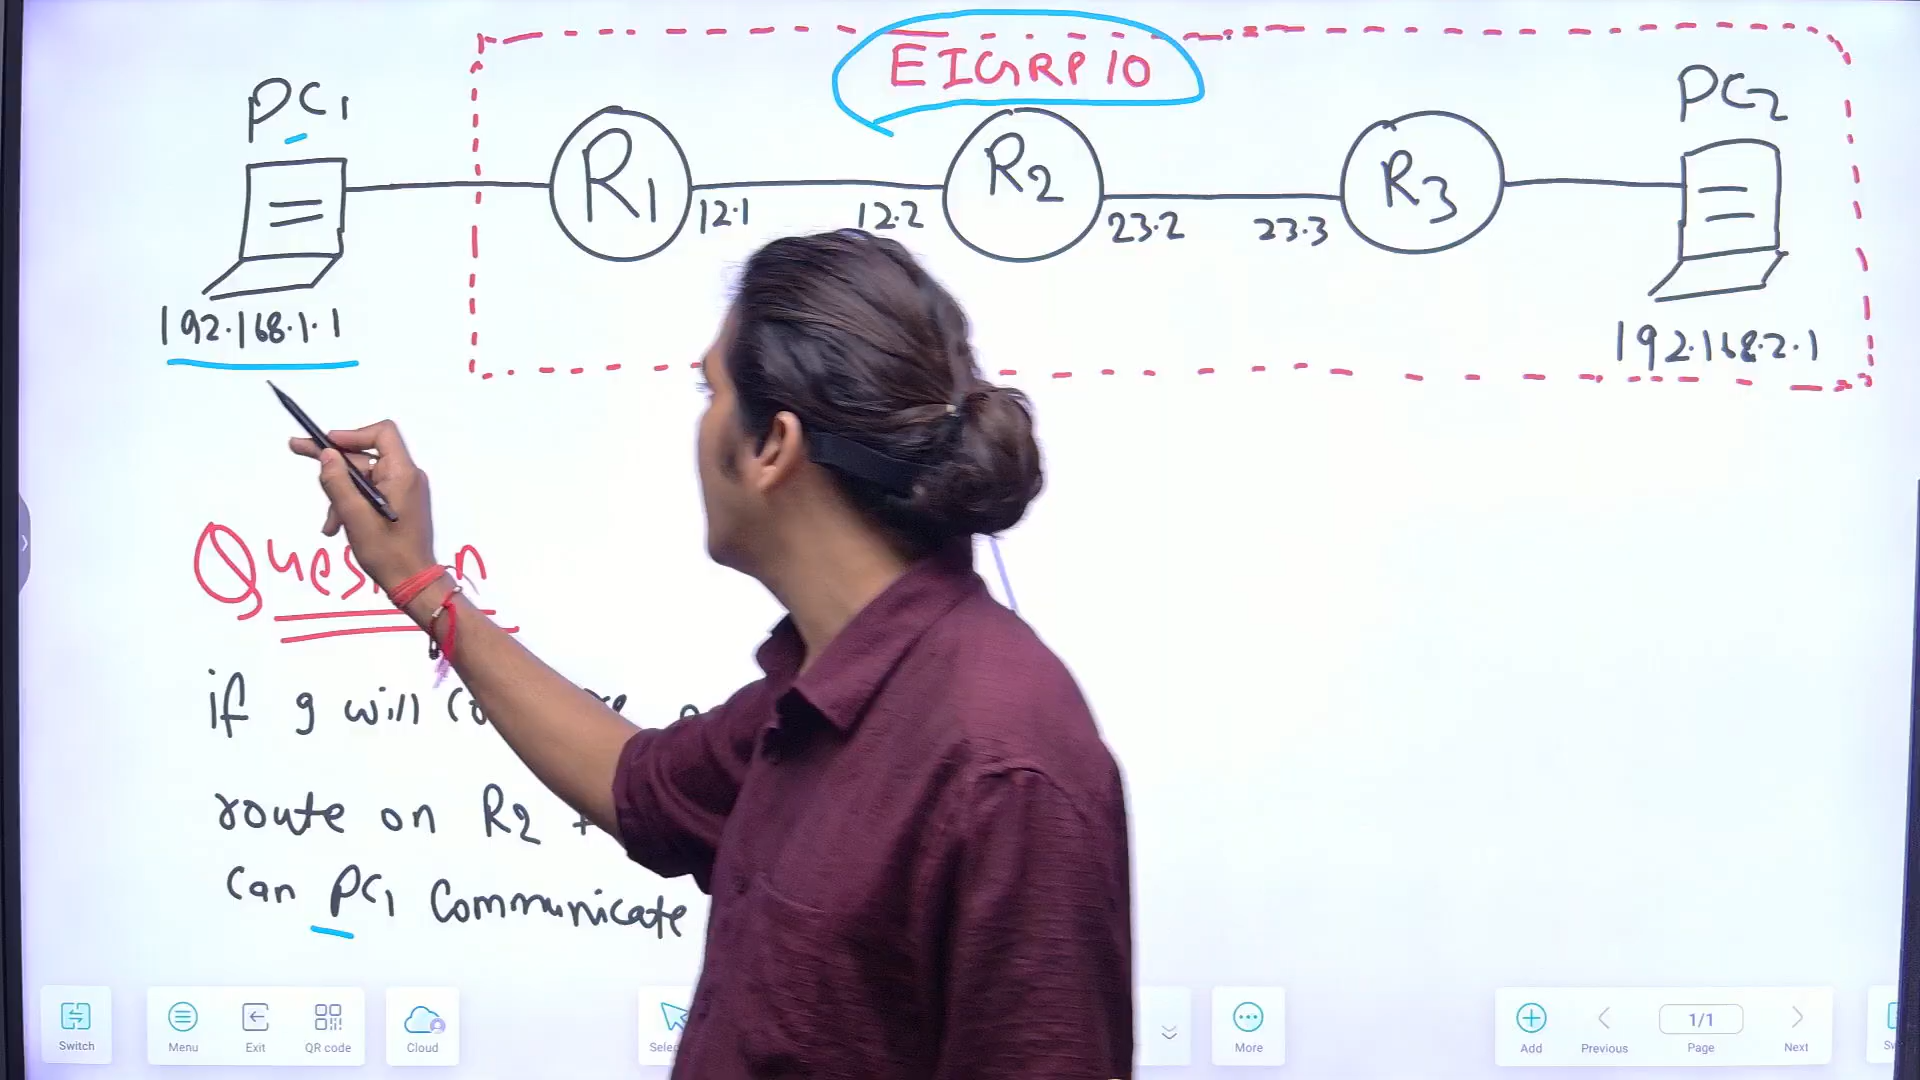 EIGRP 10
PC1
PC2
R1
R2
R3
12.1
12.2
23.2
23.3
192.168.1.1
192.168.2.1
if g will
route on R2
Can PC1 Communicate
Switch
Menu
Exit
QR code
Cloud
More
Add
Previous
1/1
Page
Next